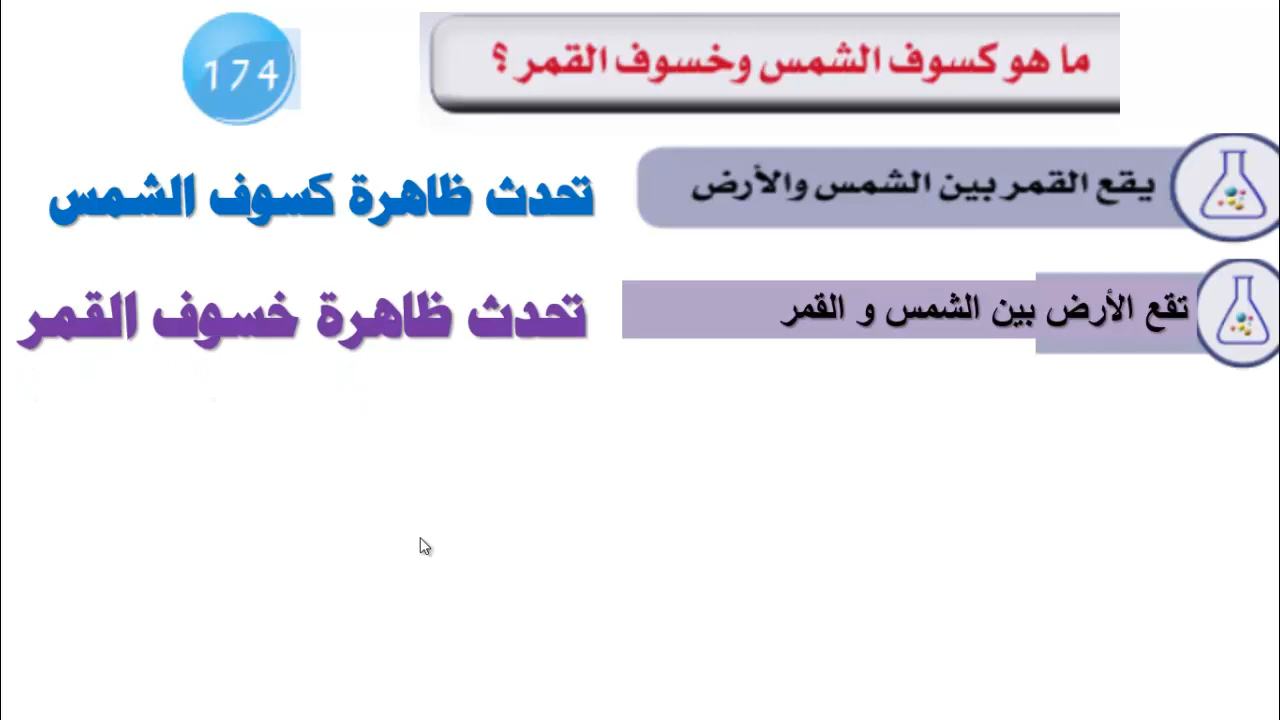 ما هو كسوف الشمس وخسوف القمر ؟
174
يقع القمر بين الشمس والأرض
تحدث ظاهرة كسوف الشمس
تقع الأرض بين الشمس و القمر
تحدث ظاهرة خسوف القمر